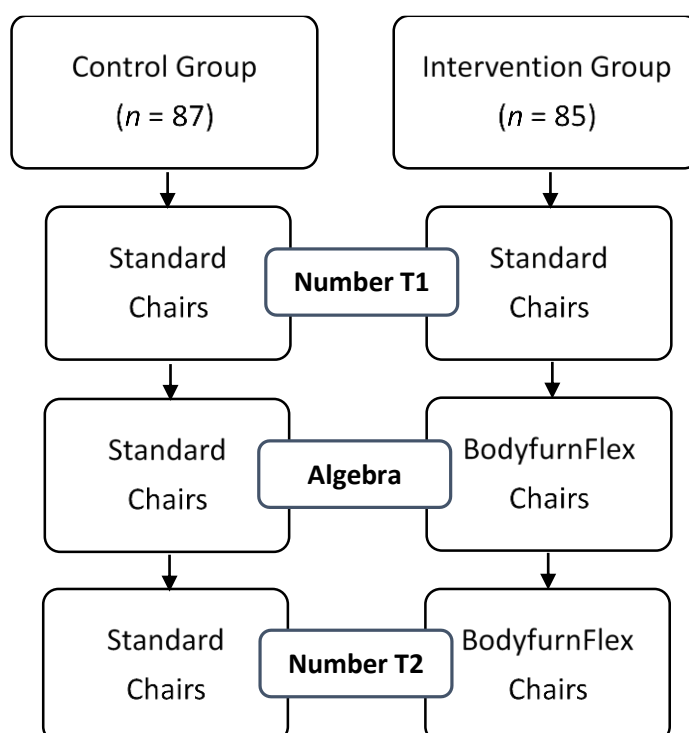 Control Group
(n = 87)
Intervention Group
(n = 85)
Standard
Chairs
Number T1
Standard
Chairs
Standard
Chairs
Algebra
BodyfurnFlex
Chairs
Standard
Chairs
Number T2
BodyfurnFlex
Chairs